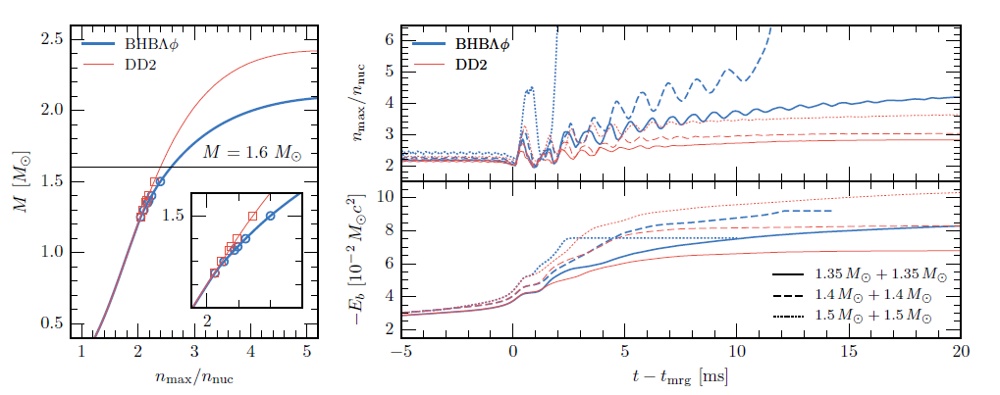 2.5
2.0
1.5
1.0
0.5
M [M⊙]
BHBΛϕ
DD2
M = 1.6 M⊙
1.5
2
1 2 3 4 5
n_max/n_nuc
6
5
4
3
2
n_max/n_nuc
BHBΛϕ
DD2
10
8
6
4
2
−E_b [10⁻² M⊙c²]
1.35 M⊙ + 1.35 M⊙
1.4 M⊙ + 1.4 M⊙
1.5 M⊙ + 1.5 M⊙
−5 0 5 10 15 20
t − t_mrg [ms]